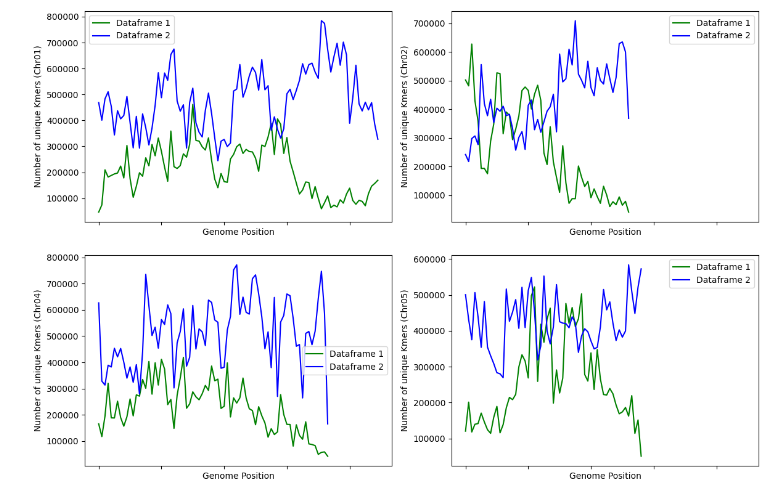 Number of unique Kmers (Chr01)
800000
700000
600000
500000
400000
300000
200000
100000
Dataframe 1
Dataframe 2
Genome Position
Number of unique Kmers (Chr02)
700000
600000
500000
400000
300000
200000
100000
Dataframe 1
Dataframe 2
Genome Position
Number of unique Kmers (Chr04)
800000
700000
600000
500000
400000
300000
200000
100000
Dataframe 1
Dataframe 2
Genome Position
Number of unique Kmers (Chr05)
600000
500000
400000
300000
200000
100000
Dataframe 1
Dataframe 2
Genome Position